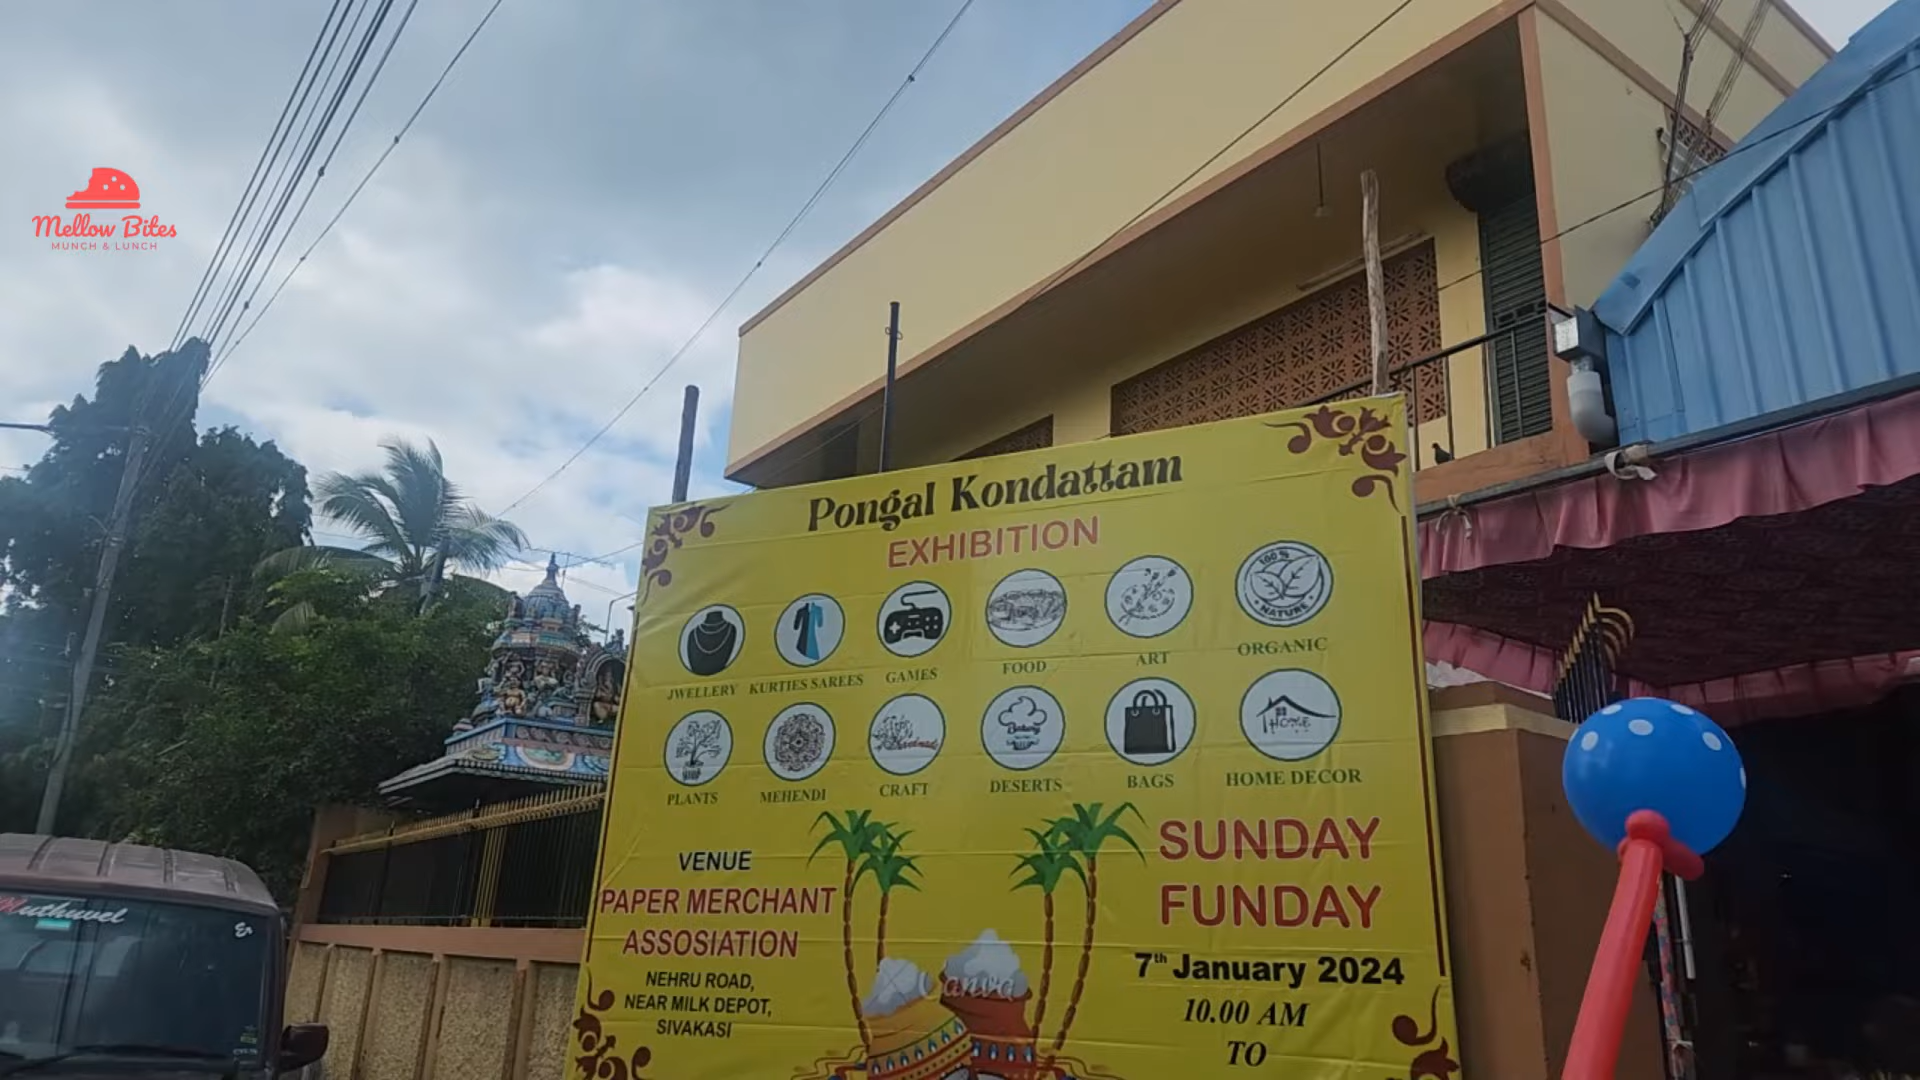 Mellow Bites
MUNCH & LUNCH
Pongal Kondattam
EXHIBITION
100%
NATURE
JWELLERY
KURTIES SAREES
GAMES
FOOD
ART
ORGANIC
Bakery
HOME
PLANTS
MEHENDI
CRAFT
DESERTS
BAGS
HOME DECOR
VENUE
PAPER MERCHANT
ASSOSIATION
NEHRU ROAD,
NEAR MILK DEPOT,
SIVAKASI
SUNDAY
FUNDAY
7th January 2024
10.00 AM
TO
Canva
Muthuvel